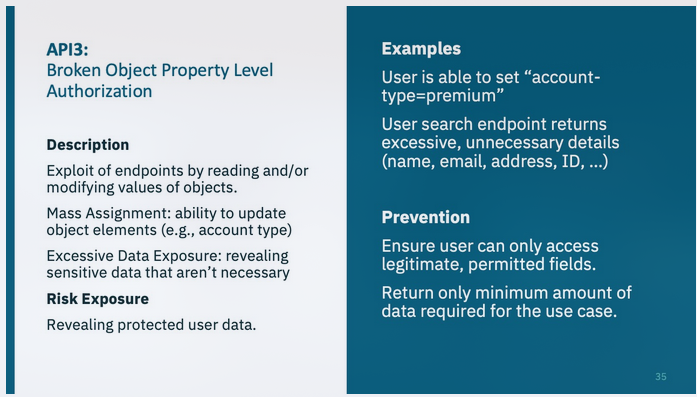 API3:
Broken Object Property Level
Authorization
Description
Exploit of endpoints by reading and/or
modifying values of objects.
Mass Assignment: ability to update
object elements (e.g., account type)
Excessive Data Exposure: revealing
sensitive data that aren’t necessary
Risk Exposure
Revealing protected user data.
Examples
User is able to set “account-
type=premium”
User search endpoint returns
excessive, unnecessary details
(name, email, address, ID, ...)
Prevention
Ensure user can only access
legitimate, permitted fields.
Return only minimum amount of
data required for the use case.
35